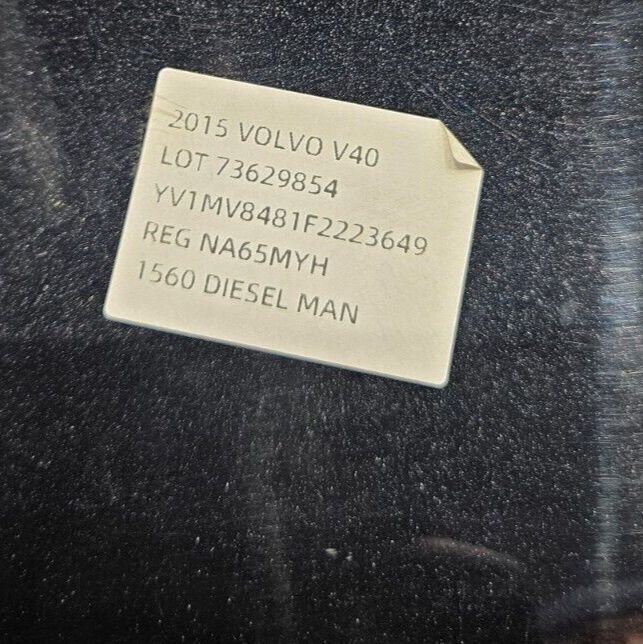 2015 VOLVO V40
LOT 73629854
YV1MV8481F2223649
REG NA65MYH
1560 DIESEL MAN